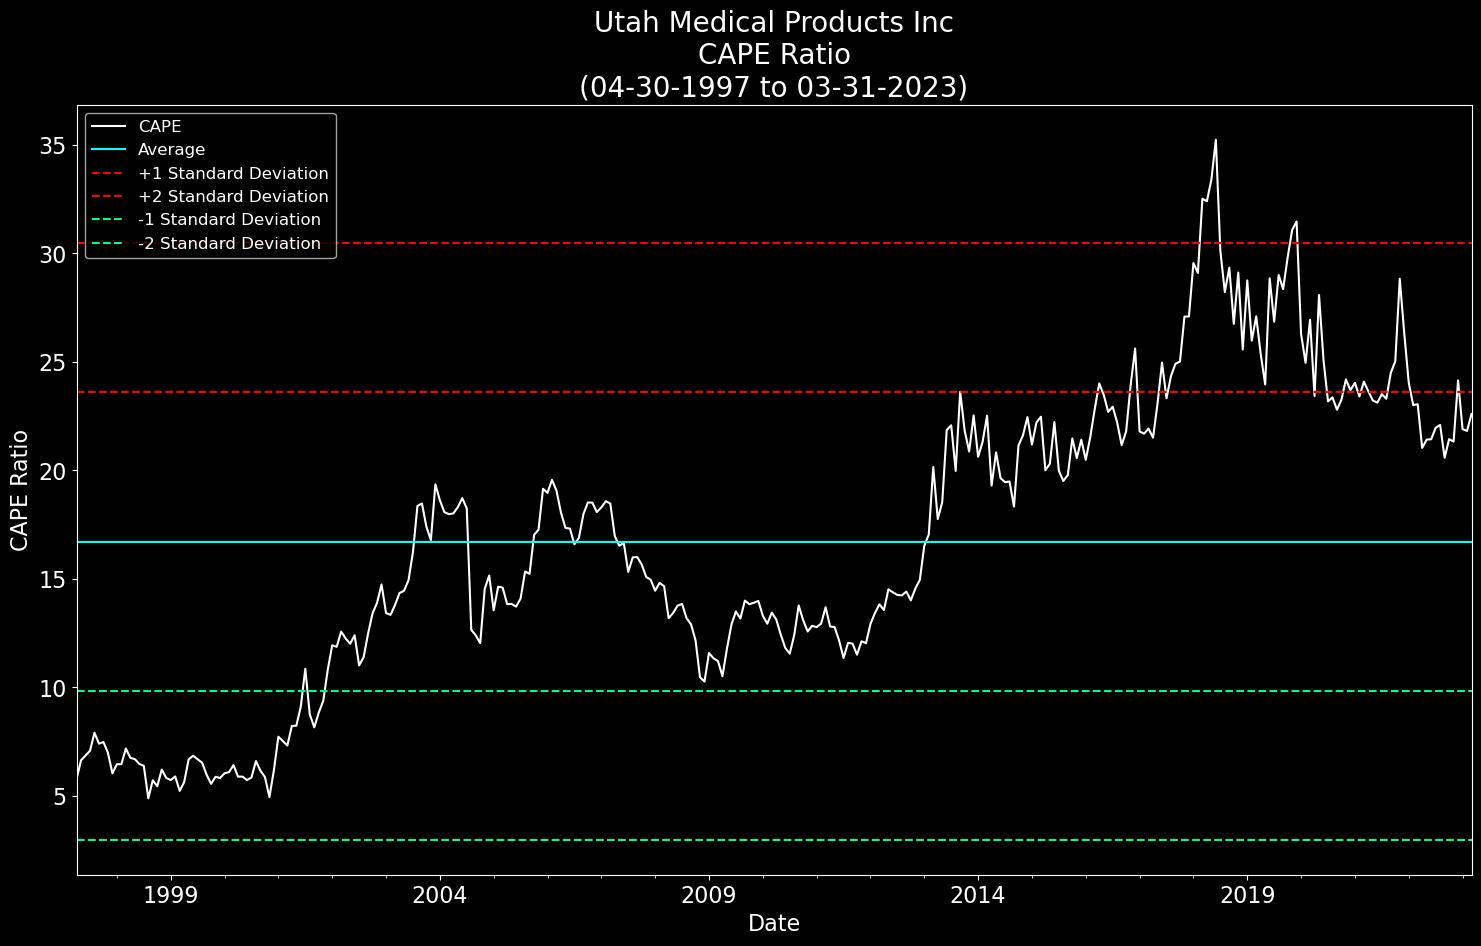 Utah Medical Products Inc
CAPE Ratio
(04-30-1997 to 03-31-2023)
CAPE
Average
+1 Standard Deviation
+2 Standard Deviation
-1 Standard Deviation
-2 Standard Deviation
35
30
25
20
15
10
5
CAPE Ratio
1999
2004
2009
2014
2019
Date